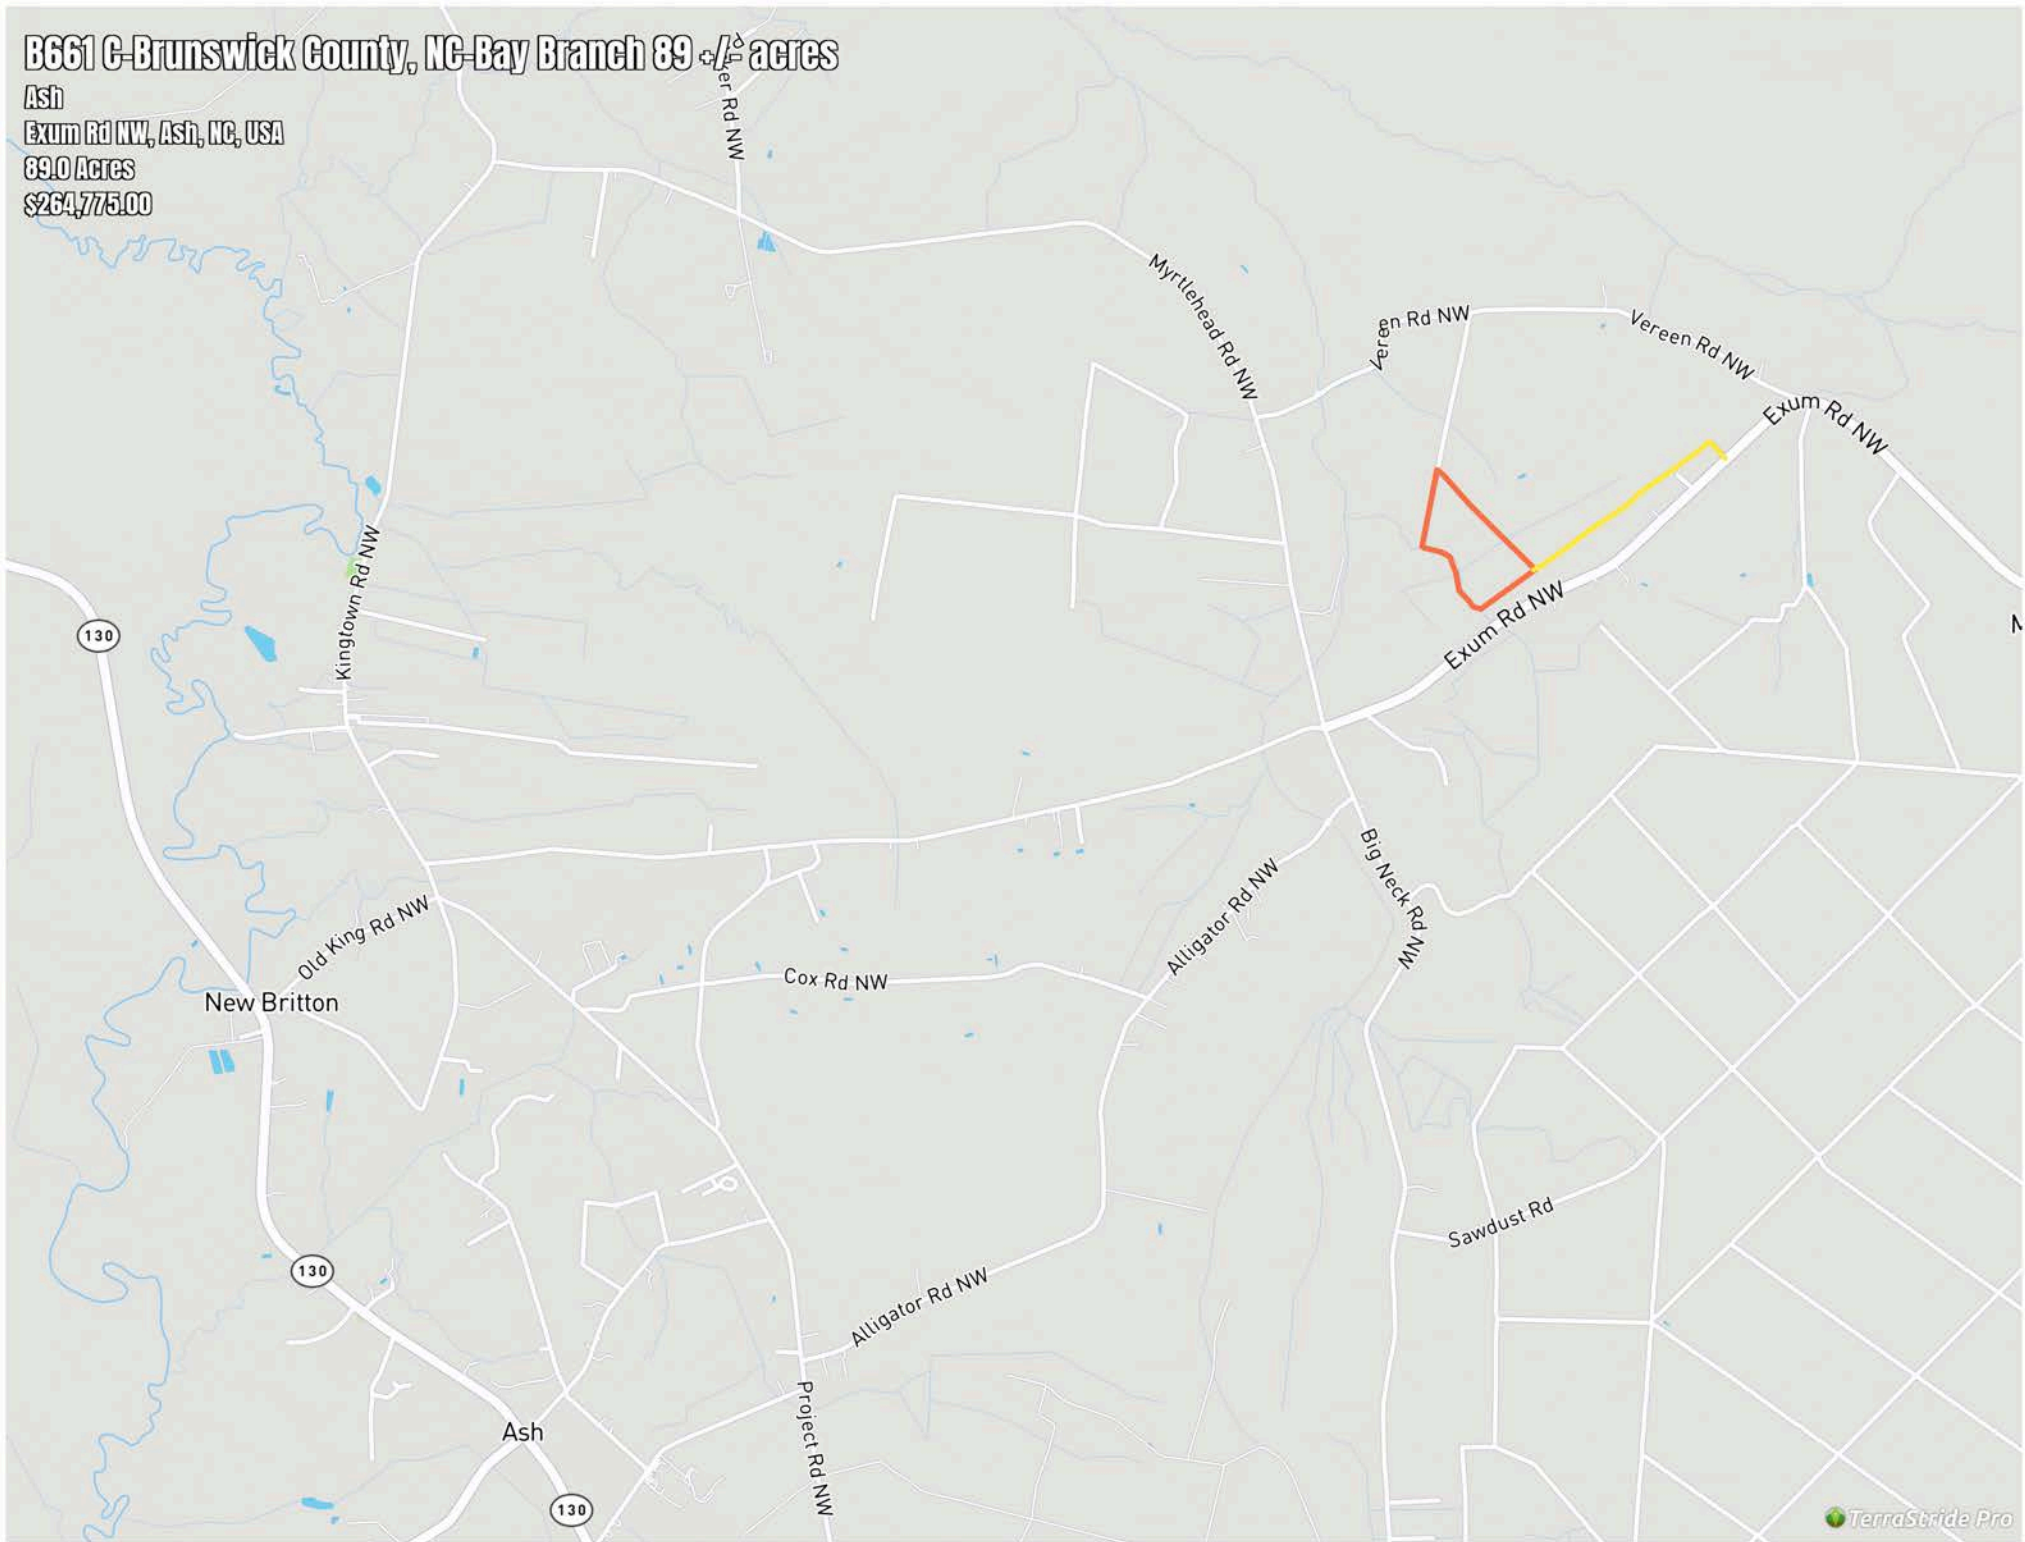 B661 C-Brunswick County, NC-Bay Branch 89 +/- acres
Ash
Exum Rd NW, Ash, NC, USA
89.0 Acres
$264,775.00
Myrtlehead Rd NW
Vereen Rd NW
Vereen Rd NW
Exum Rd NW
Kingtown Rd NW
130
Exum Rd NW
Big Neck Rd NW
Alligator Rd NW
Old King Rd NW
Cox Rd NW
New Britton
Sawdust Rd
130
Alligator Rd NW
Project Rd NW
Ash
130
TerraStride Pro